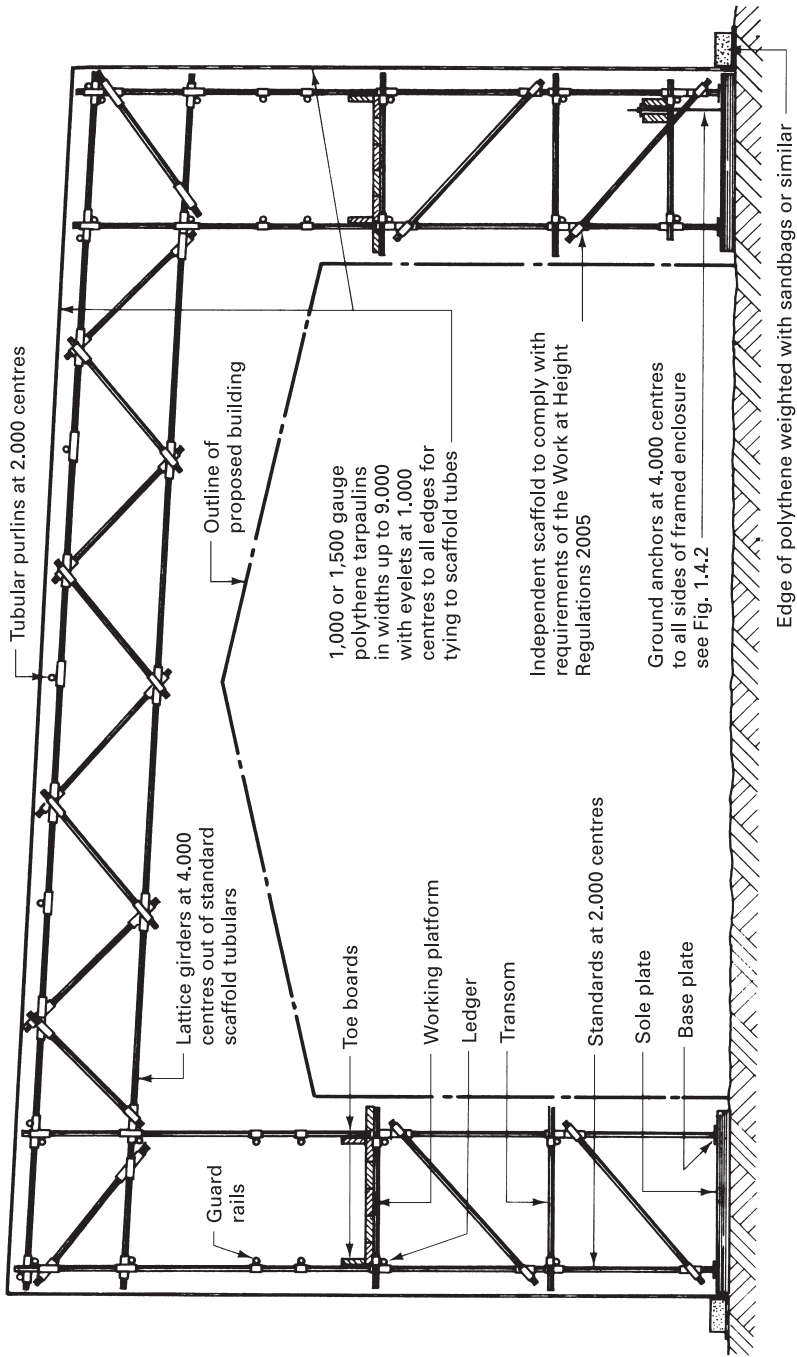 Tubular purlins at 2.000 centres
Lattice girders at 4.000
centres out of standard
scaffold tubulars
Outline of
proposed building
Guard
rails
Toe boards
Working platform
Ledger
Transom
Standards at 2.000 centres
Sole plate
Base plate
1,000 or 1,500 gauge
polythene tarpaulins
in widths up to 9.000
with eyelets at 1.000
centres to all edges for
tying to scaffold tubes
Independent scaffold to comply with
requirements of the Work at Height
Regulations 2005
Ground anchors at 4.000 centres
to all sides of framed enclosure
see Fig. 1.4.2
Edge of polythene weighted with sandbags or similar